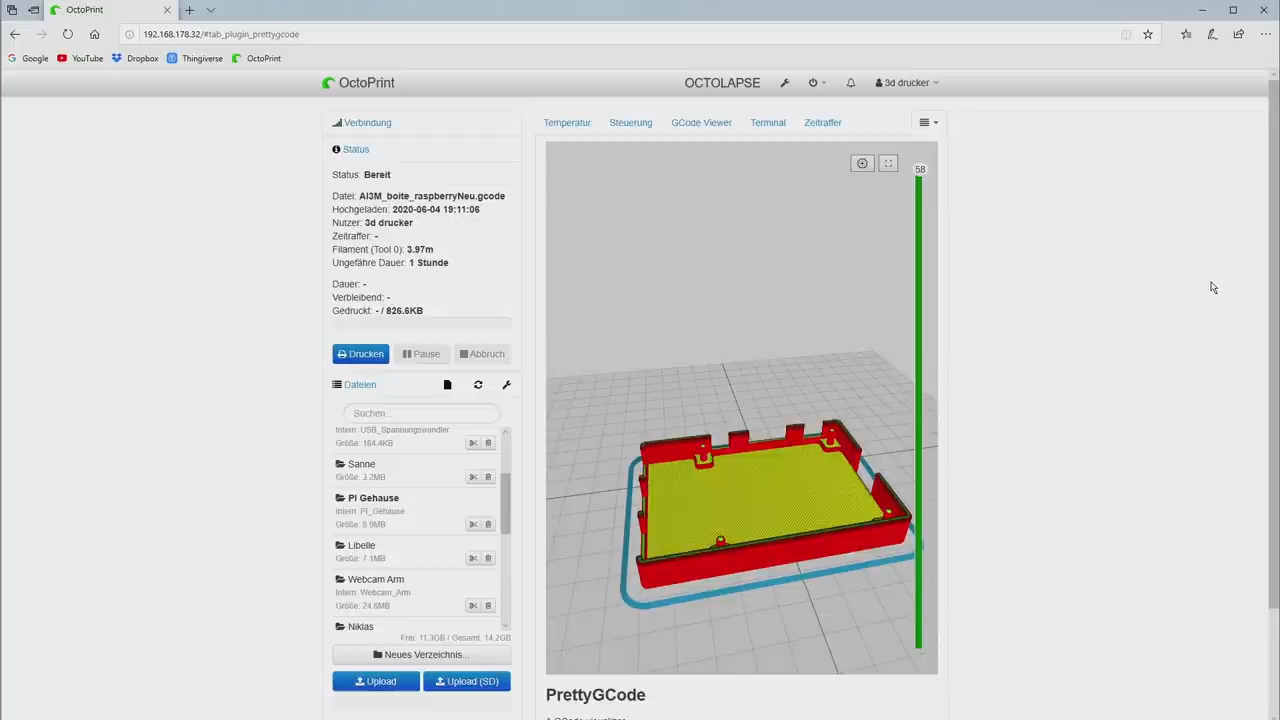 OctoPrint
192.168.178.32/#tab_plugin_prettygcode
Google YouTube Dropbox Thingiverse OctoPrint
OctoPrint OCTOLAPSE 3d drucker
Verbindung
Status
Status: Bereit
Datei: AI3M_boite_raspberryNeu.gcode
Hochgeladen: 2020-06-04 19:11:06
Nutzer: 3d drucker
Zeitraffer: -
Filament (Tool 0): 3.97m
Ungefähre Dauer: 1 Stunde
Dauer: -
Verbleibend: -
Gedruckt: - / 826.6KB
Drucken Pause Abbruch
Dateien
Suchen...
Intern: USB_Spannungswandler
Größe: 164.4KB
Sanne
Größe: 3.2MB
PI Gehause
Intern: PI_Gehause
Größe: 8.9MB
Libelle
Größe: 7.1MB
Webcam Arm
Intern: Webcam_Arm
Größe: 24.6MB
Niklas
Frei: 11.3GB / Gesamt: 14.2GB
Neues Verzeichnis...
Upload Upload (SD)
Temperatur Steuerung GCode Viewer Terminal Zeitraffer
58
PrettyGCode
A GCode visualizer